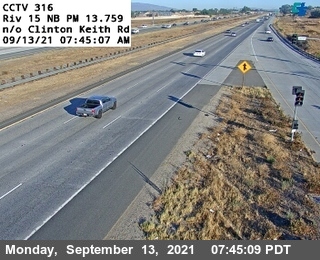 CCTV 316
Riv 15 NB PM 13.759
n/o Clinton Keith Rd
09/13/21 07:45:07 AM
Monday, September 13, 2021 07:45:09 PDT